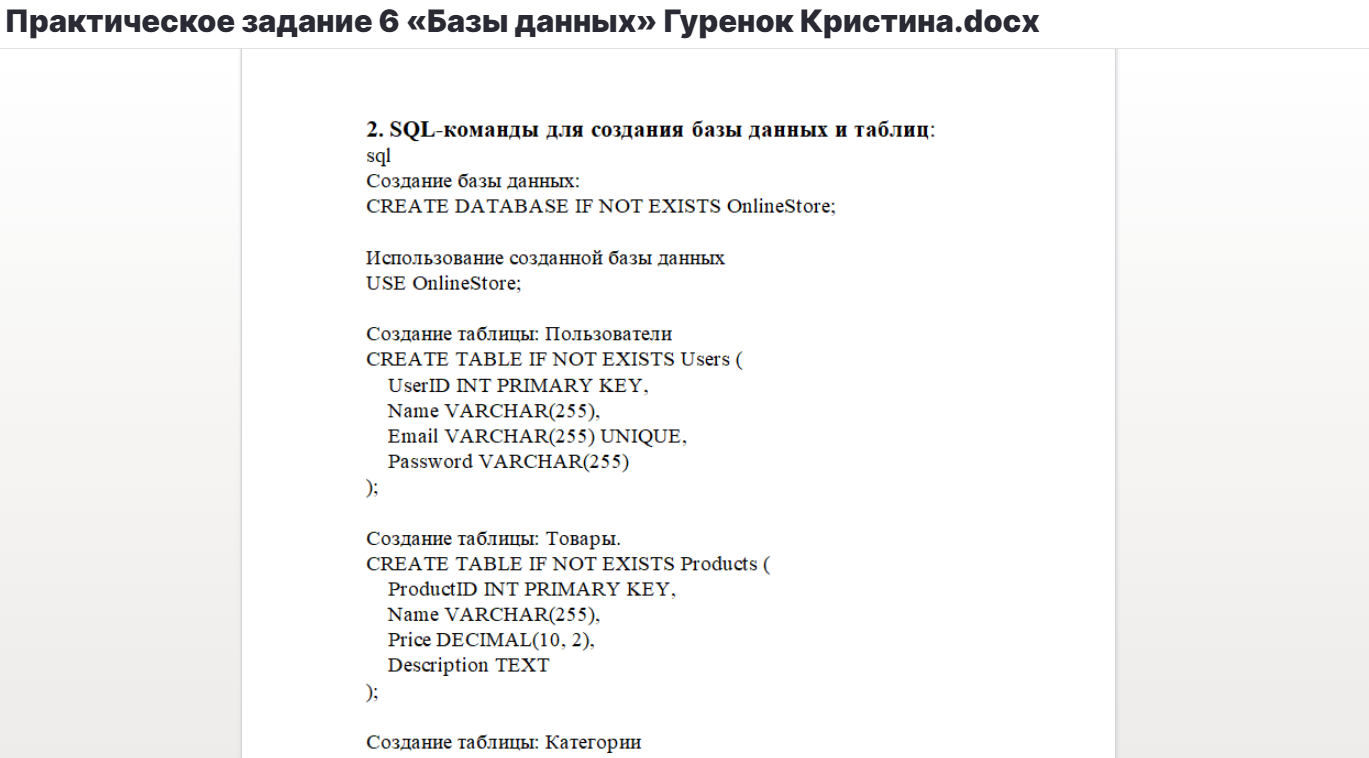 Практическое задание 6 «Базы данных» Гуренок Кристина.docx
2. SQL-команды для создания базы данных и таблиц:
sql
Создание базы данных:
CREATE DATABASE IF NOT EXISTS OnlineStore;
Использование созданной базы данных
USE OnlineStore;
Создание таблицы: Пользователи
CREATE TABLE IF NOT EXISTS Users (
UserID INT PRIMARY KEY,
Name VARCHAR(255),
Email VARCHAR(255) UNIQUE,
Password VARCHAR(255)
);
Создание таблицы: Товары.
CREATE TABLE IF NOT EXISTS Products (
ProductID INT PRIMARY KEY,
Name VARCHAR(255),
Price DECIMAL(10, 2),
Description TEXT
);
Создание таблицы: Категории